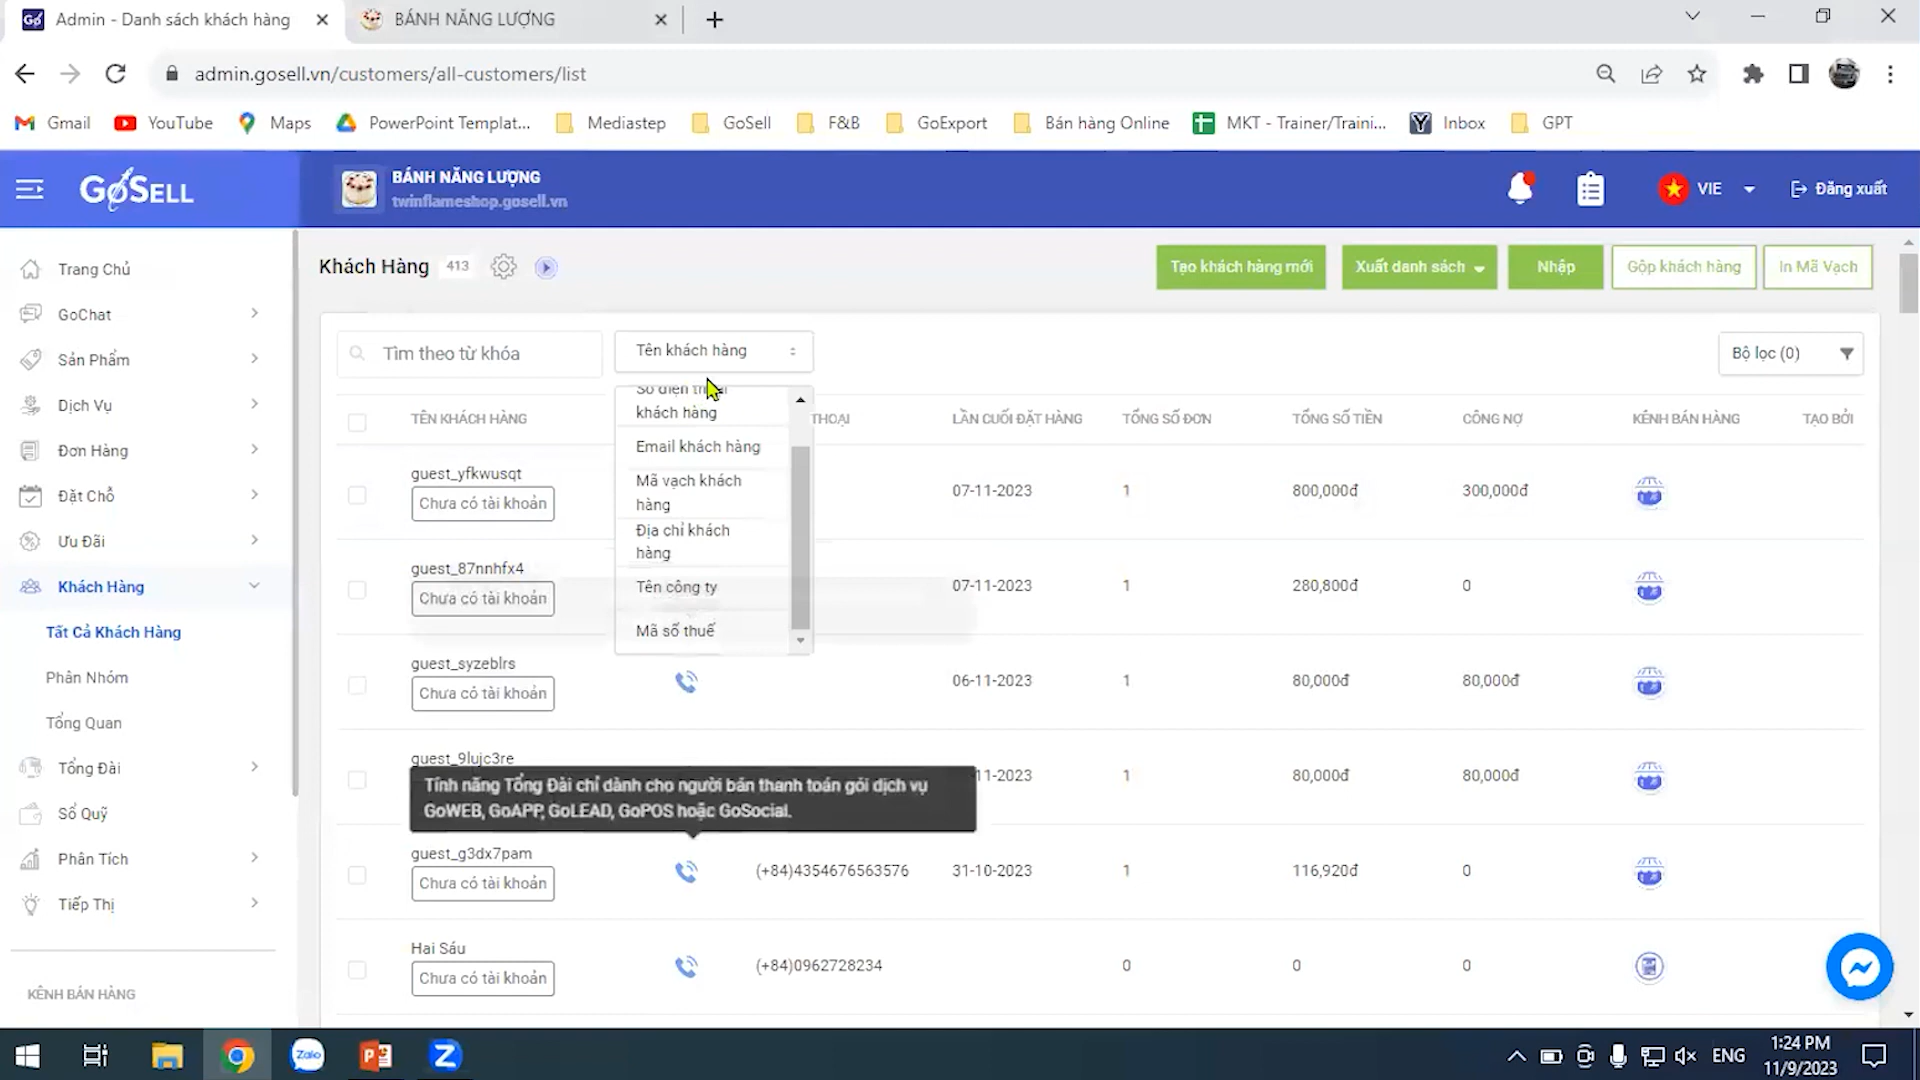 Admin - Danh sách khách hàng
BÁNH NĂNG LƯỢNG
admin.gosell.vn/customers/all-customers/list
Gmail
YouTube
Maps
PowerPoint Templat...
Mediastep
GoSell
F&B
GoExport
Bán hàng Online
MKT - Trainer/Traini...
Inbox
GPT
GoSELL
BÁNH NĂNG LƯỢNG
twinflameshop.gosell.vn
VIE
Đăng xuất
Trang Chủ
GoChat
Sản Phẩm
Dịch Vụ
Đơn Hàng
Đặt Chỗ
Ưu Đãi
Khách Hàng
Tất Cả Khách Hàng
Phân Nhóm
Tổng Quan
Tổng Đài
Sổ Quỹ
Phân Tích
Tiếp Thị
KÊNH BÁN HÀNG
Khách Hàng 413
Tạo khách hàng mới
Xuất danh sách
Nhập
Gộp khách hàng
In Mã Vạch
Tìm theo từ khóa
Tên khách hàng
Bộ lọc (0)
Số điện thoại
khách hàng
Email khách hàng
Mã vạch khách
hàng
Địa chỉ khách
hàng
Tên công ty
Mã số thuế
TÊN KHÁCH HÀNG
THOẠI
LẦN CUỐI ĐẶT HÀNG
TỔNG SỐ ĐƠN
TỔNG SỐ TIỀN
CÔNG NỢ
KÊNH BÁN HÀNG
TẠO BỞI
guest_yfkwusqt
Chưa có tài khoản
07-11-2023
1
800,000đ
300,000đ
guest_87nnhfx4
Chưa có tài khoản
07-11-2023
1
280,800đ
0
guest_syzeblrs
Chưa có tài khoản
06-11-2023
1
80,000đ
80,000đ
guest_9lujc3re
11-2023
1
80,000đ
80,000đ
Tính năng Tổng Đài chỉ dành cho người bán thanh toán gói dịch vụ
GoWEB, GoAPP, GoLEAD, GoPOS hoặc GoSocial.
guest_g3dx7pam
Chưa có tài khoản
(+84)4354676563576
31-10-2023
1
116,920đ
0
Hai Sáu
Chưa có tài khoản
(+84)0962728234
0
0
0
Zalo
ENG
1:24 PM
11/9/2023